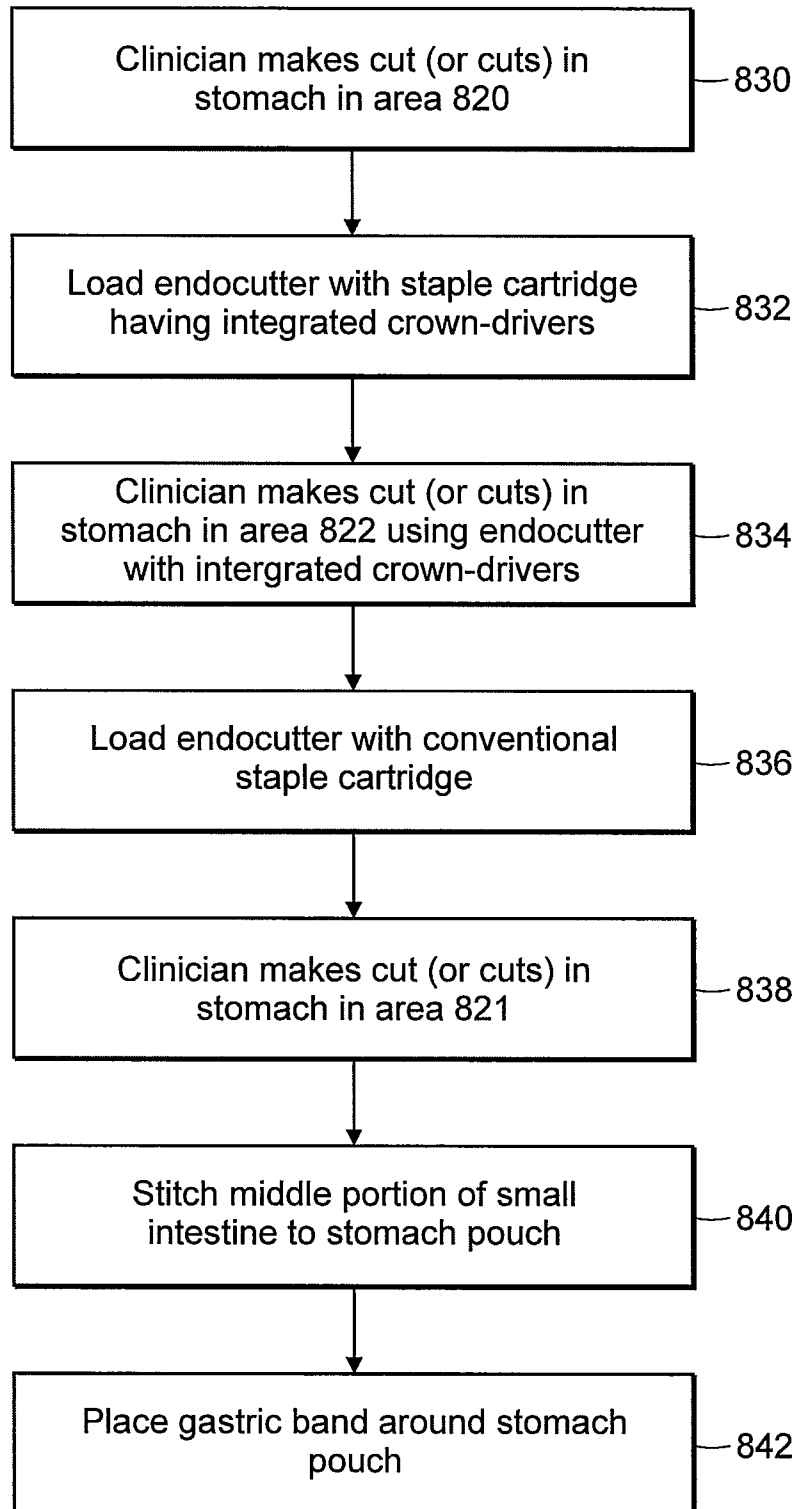 Clinician makes cut (or cuts) in
stomach in area 820
830
Load endocutter with staple cartridge
having integrated crown-drivers
832
Clinician makes cut (or cuts) in
stomach in area 822 using endocutter
with intergrated crown-drivers
834
Load endocutter with conventional
staple cartridge
836
Clinician makes cut (or cuts) in
stomach in area 821
838
Stitch middle portion of small
intestine to stomach pouch
840
Place gastric band around stomach
pouch
842